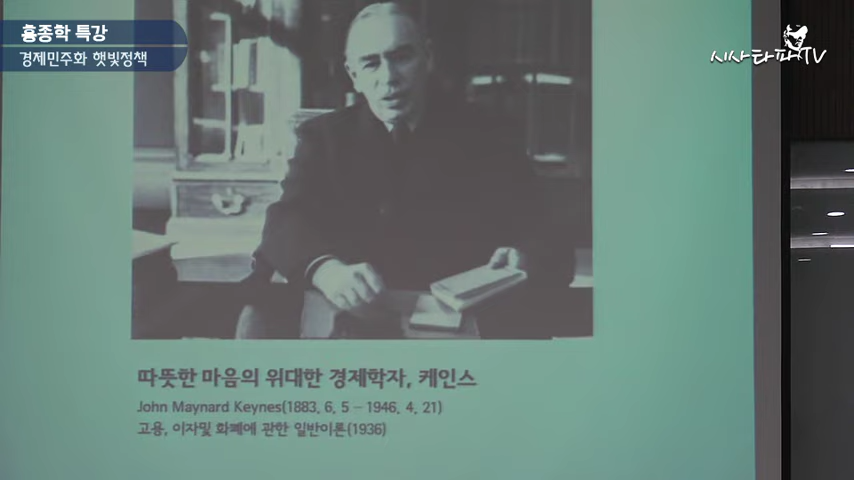 홍종학 특강
경제민주화 햇빛정책
시사타파TV
따뜻한 마음의 위대한 경제학자, 케인스
John Maynard Keynes(1883. 6. 5 – 1946. 4. 21)
고용, 이자및 화폐에 관한 일반이론(1936)